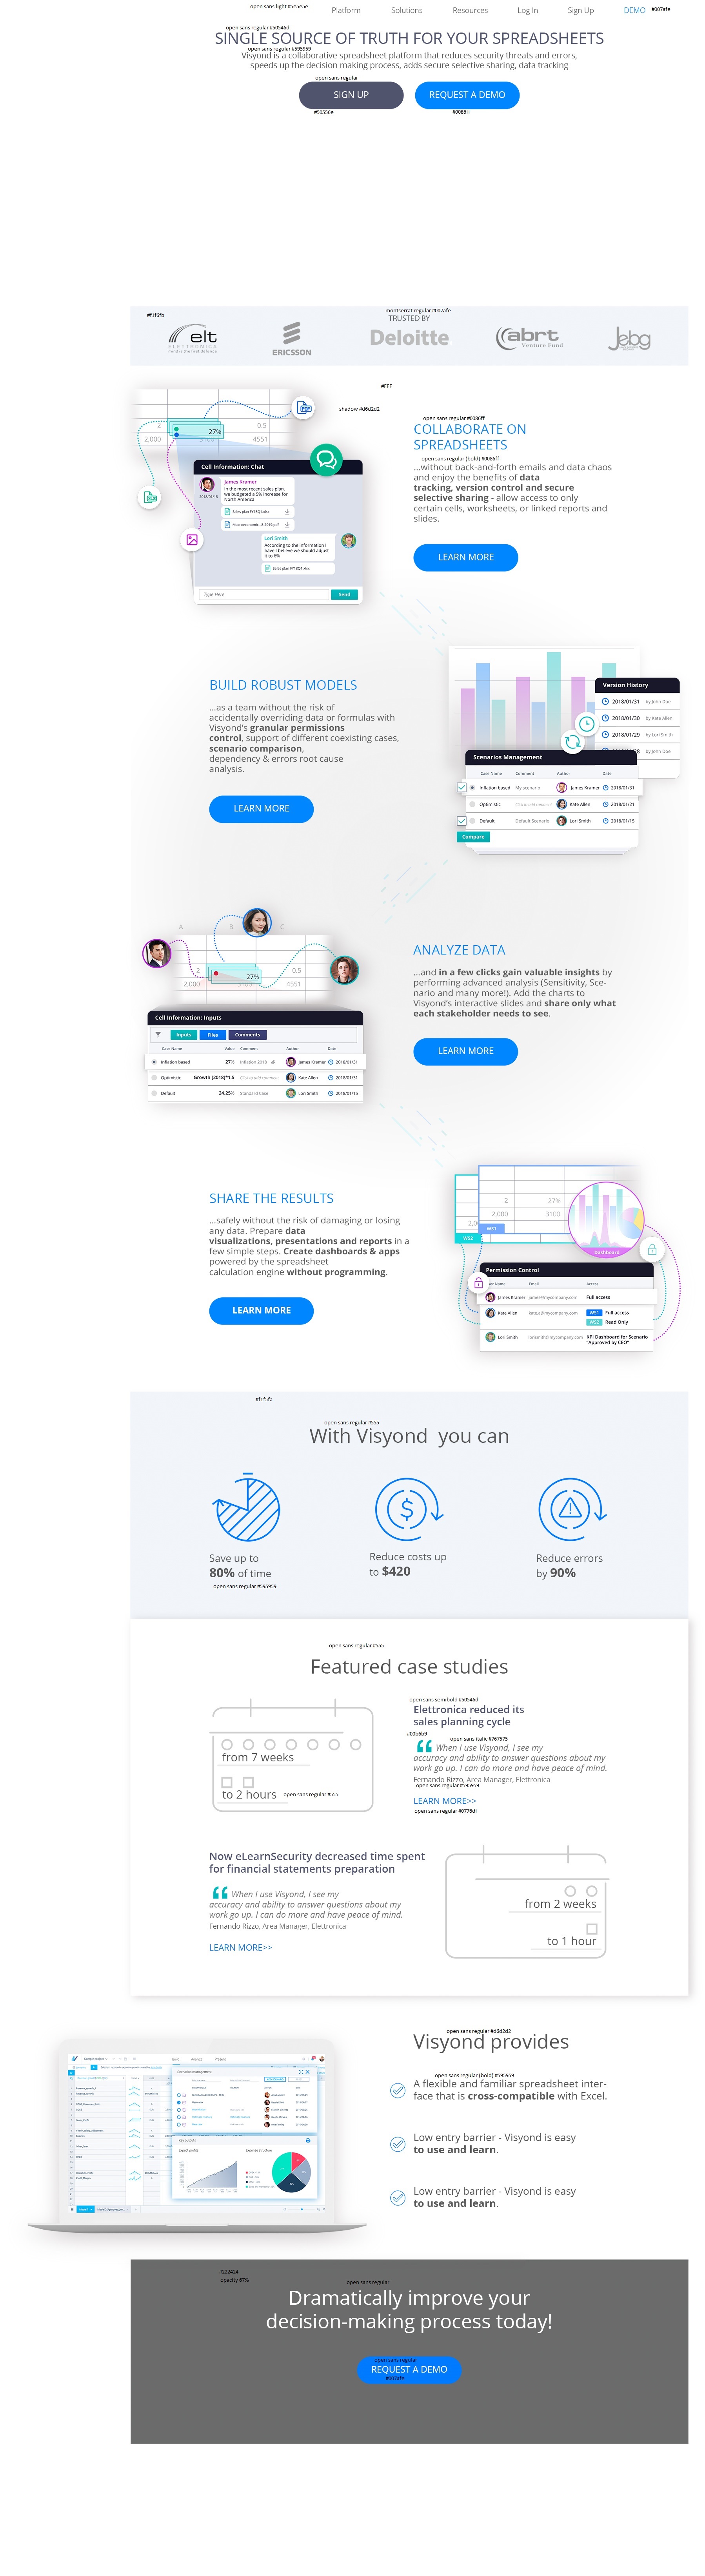 open sans light #5e5e5e
Platform
Solutions
Resources
Log In
Sign Up
DEMO
#007afe
open sans regular #50546d
SINGLE SOURCE OF TRUTH FOR YOUR SPREADSHEETS
open sans regular #595959
Visyond is a collaborative spreadsheet platform that reduces security threats and errors,
speeds up the decision making process, adds secure selective sharing, data tracking
open sans regular
SIGN UP
REQUEST A DEMO
#50556e
#0086ff
#f1f6fb
montserrat regular #007afe
TRUSTED BY
elt
ELETTRONICA
ERICSSON
Deloitte
abrt
Venture Fund
Jebg
#FFF
shadow #d6d2d2
2
27%
0.5
2,000
4551
Cell Information: Chat
James Kramer
In the most recent sales plan,
we budgeted a 5% increase for
North America
2018/01/15
Sales plan FY18Q1.xlsx
Lori Smith
According to the information I
have I believe we should adjust
it to 6%
Sales plan FY18Q1.xlsx
Type Here
Send
open sans regular #0086ff
COLLABORATE ON
SPREADSHEETS
open sans regular (bold) #0086ff
...without back-and-forth emails and data chaos
and enjoy the benefits of data
tracking, version control and secure
selective sharing - allow access to only
certain cells, worksheets, or linked reports and
slides.
LEARN MORE
BUILD ROBUST MODELS
...as a team without the risk of
accidentally overriding data or formulas with
Visyond's granular permissions
control, support of different coexisting cases,
scenario comparison,
dependency & errors root cause
analysis.
LEARN MORE
Version History
2018/01/31 by John Doe
2018/01/30 by Kate Allen
2018/01/29 by Lori Smith
by John Doe
Scenarios Management
Case Name Comment Author Date
Inflation based My scenario James Kramer 2018/01/31
Optimistic Click to add comment Kate Allen 2018/01/21
Default Default Scenario Lori Smith 2018/01/15
Compare
A B C
2
27%
0.5
2,000
3100
4551
Cell Information: Inputs
Inputs Files Comments
Case Name Value Comment Author Date
Inflation based 27% Inflation 2018 James Kramer 2018/01/31
Optimistic Growth [2018]*1.5 Click to add comment Kate Allen 2018/01/31
Default 24.25% Standard Case Lori Smith 2018/01/15
ANALYZE DATA
...and in a few clicks gain valuable insights by
performing advanced analysis (Sensitivity, Sce-
nario and many more!). Add the charts to
Visyond's interactive slides and share only what
each stakeholder needs to see.
LEARN MORE
SHARE THE RESULTS
...safely without the risk of damaging or losing
any data. Prepare data
visualizations, presentations and reports in a
few simple steps. Create dashboards & apps
powered by the spreadsheet
calculation engine without programming.
LEARN MORE
2 27%
2,000 3100
2,0
WS1
WS2
Dashboard
Permission Control
Name Email Access
James Kramer james@mycompany.com Full access
Kate Allen kate.a@mycompany.com WS1 Full access
WS2 Read Only
Lori Smith lorismith@mycompany.com KPI Dashboard for Scenario
"Approved by CEO"
#f1f5fa
open sans regular #555
With Visyond you can
Save up to
80% of time
Reduce costs up
to $420
Reduce errors
by 90%
open sans regular #595959
open sans regular #555
Featured case studies
from 7 weeks
to 2 hours
open sans regular #555
open sans semibold #50546d
Elettronica reduced its
sales planning cycle
#00b6b9
open sans italic #767575
“ When I use Visyond, I see my
accuracy and ability to answer questions about my
work go up. I can do more and have peace of mind.
Fernando Rizzo, Area Manager, Elettronica
open sans regular #595959
LEARN MORE>>
open sans regular #0776df
Now eLearnSecurity decreased time spent
for financial statements preparation
“ When I use Visyond, I see my
accuracy and ability to answer questions about my
work go up. I can do more and have peace of mind.
Fernando Rizzo, Area Manager, Elettronica
LEARN MORE>>
from 2 weeks
to 1 hour
open sans regular #d6d2d2
Visyond provides
open sans regular (bold) #595959
A flexible and familiar spreadsheet inter-
face that is cross-compatible with Excel.
Low entry barrier - Visyond is easy
to use and learn.
Low entry barrier - Visyond is easy
to use and learn.
#222424
opacity 67%
open sans regular
Dramatically improve your
decision-making process today!
open sans regular
REQUEST A DEMO
#007afe